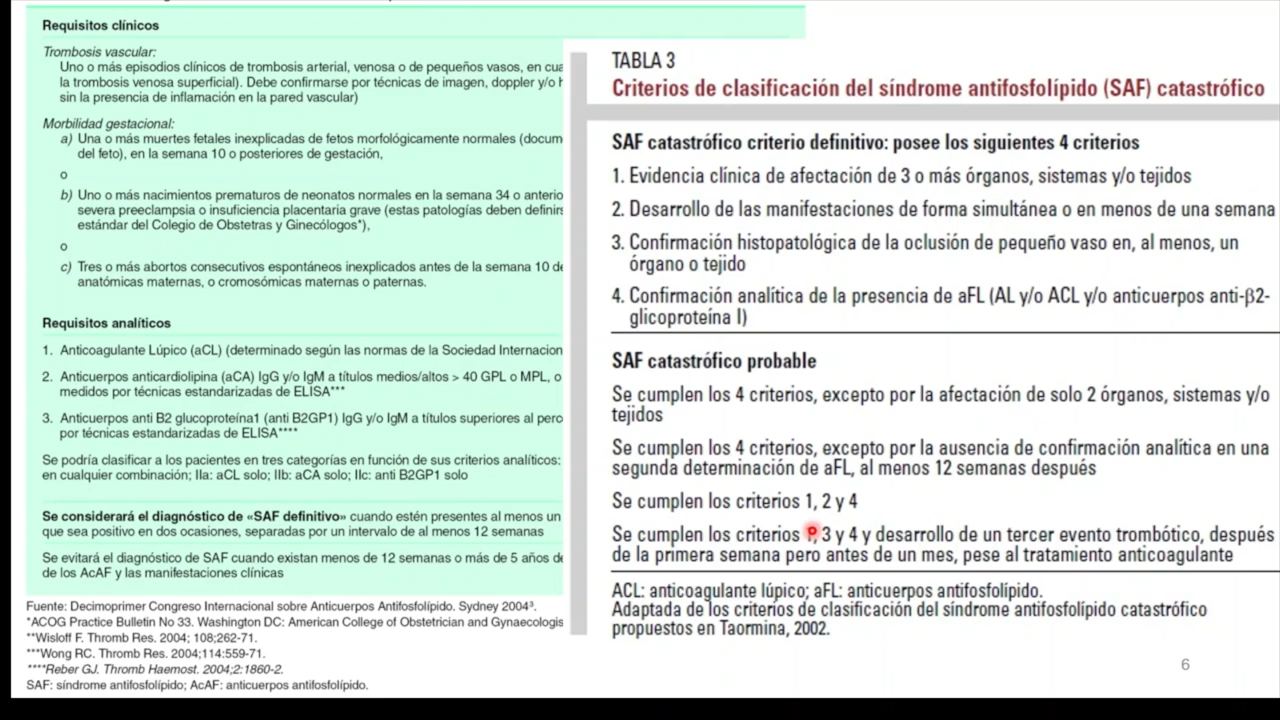 Requisitos clínicos
Trombosis vascular:
Uno o más episodios clínicos de trombosis arterial, venosa o de pequeños vasos, en
la trombosis venosa superficial). Debe confirmarse por técnicas de imagen, doppler y/o
sin la presencia de inflamación en la pared vascular)
Morbilidad gestacional:
a) Una o más muertes fetales inexplicadas de fetos morfológicamente normales (docum
del feto), en la semana 10 o posteriores de gestación,
o
b) Uno o más nacimientos prematuros de neonatos normales en la semana 34 o anterio
severa preeclampsia o insuficiencia placentaria grave (estas patologías deben definirs
estándar del Colegio de Obstetras y Ginecólogos*),
o
c) Tres o más abortos consecutivos espontáneos inexplicados antes de la semana 10 de
anatómicas maternas, o cromosómicas maternas o paternas.
Requisitos analíticos
1. Anticoagulante Lúpico (aCL) (determinado según las normas de la Sociedad Internacion
2. Anticuerpos anticardiolipina (aCA) IgG y/o IgM a títulos medios/altos > 40 GPL o MPL, o
medidos por técnicas estandarizadas de ELISA***
3. Anticuerpos anti B2 glucoproteína1 (anti B2GP1) IgG y/o IgM a títulos superiores al perc
por técnicas estandarizadas de ELISA****
Se podría clasificar a los pacientes en tres categorías en función de sus criterios analíticos:
en cualquier combinación; IIa: aCL solo; IIb: aCA solo; IIc: anti B2GP1 solo
Se considerará el diagnóstico de «SAF definitivo» cuando estén presentes al menos un
que sea positivo en dos ocasiones, separadas por un intervalo de al menos 12 semanas
Se evitará el diagnóstico de SAF cuando existan menos de 12 semanas o más de 5 años de
de los AcAF y las manifestaciones clínicas
Fuente: Decimoprimer Congreso Internacional sobre Anticuerpos Antifosfolípido. Sydney 2004³.
*ACOG Practice Bulletin No 33. Washington DC: American College of Obstetrician and Gynaecologis
**Wisloff F. Thromb Res. 2004; 108;262-71.
***Wong RC. Thromb Res. 2004;114:559-71.
****Reber GJ. Thromb Haemost. 2004;2:1860-2.
SAF: síndrome antifosfolípido; AcAF: anticuerpos antifosfolípido.
TABLA 3
Criterios de clasificación del síndrome antifosfolípido (SAF) catastrófico
SAF catastrófico criterio definitivo: posee los siguientes 4 criterios
1. Evidencia clínica de afectación de 3 o más órganos, sistemas y/o tejidos
2. Desarrollo de las manifestaciones de forma simultánea o en menos de una semana
3. Confirmación histopatológica de la oclusión de pequeño vaso en, al menos, un
órgano o tejido
4. Confirmación analítica de la presencia de aFL (AL y/o ACL y/o anticuerpos anti-β2-
glicoproteína I)
SAF catastrófico probable
Se cumplen los 4 criterios, excepto por la afectación de solo 2 órganos, sistemas y/o
tejidos
Se cumplen los 4 criterios, excepto por la ausencia de confirmación analítica en una
segunda determinación de aFL, al menos 12 semanas después
Se cumplen los criterios 1, 2 y 4
Se cumplen los criterios 1, 3 y 4 y desarrollo de un tercer evento trombótico, después
de la primera semana pero antes de un mes, pese al tratamiento anticoagulante
ACL: anticoagulante lúpico; aFL: anticuerpos antifosfolípido.
Adaptada de los criterios de clasificación del síndrome antifosfolípido catastrófico
propuestos en Taormina, 2002.
6